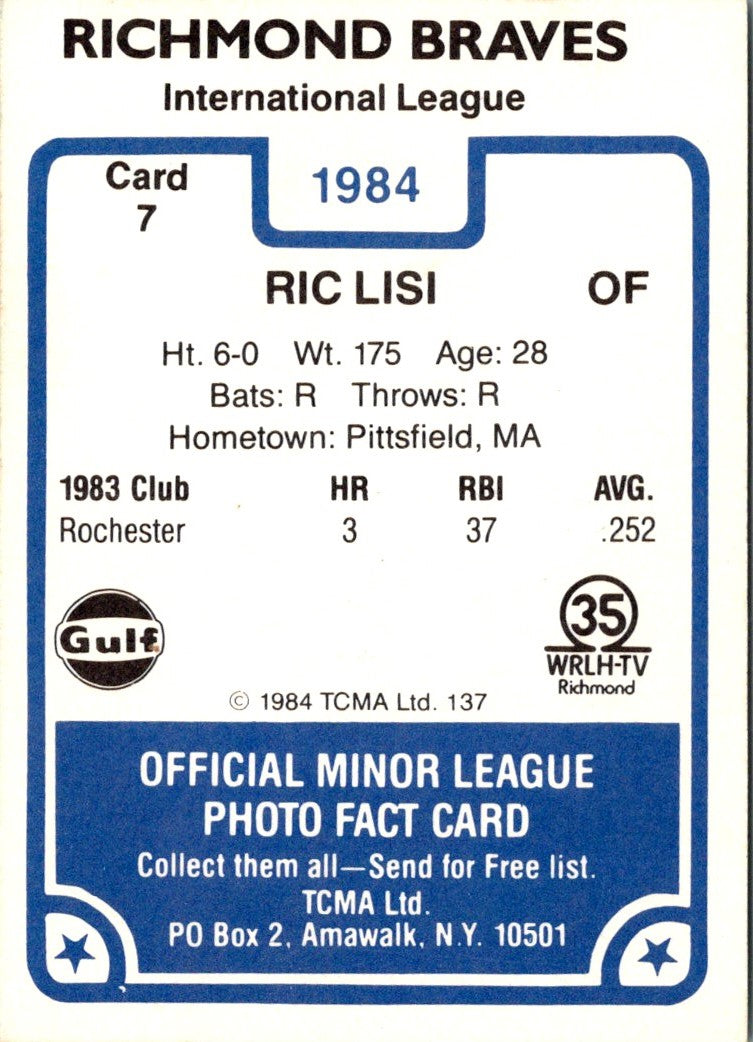 RICHMOND BRAVES
International League
Card
7
1984
RIC LISI OF
Ht. 6-0 Wt. 175 Age: 28
Bats: R Throws: R
Hometown: Pittsfield, MA
1983 Club HR RBI AVG.
Rochester 3 37 .252
Gulf
35
WRLH-TV
Richmond
© 1984 TCMA Ltd. 137
OFFICIAL MINOR LEAGUE
PHOTO FACT CARD
Collect them all—Send for Free list.
TCMA Ltd.
PO Box 2, Amawalk, N.Y. 10501